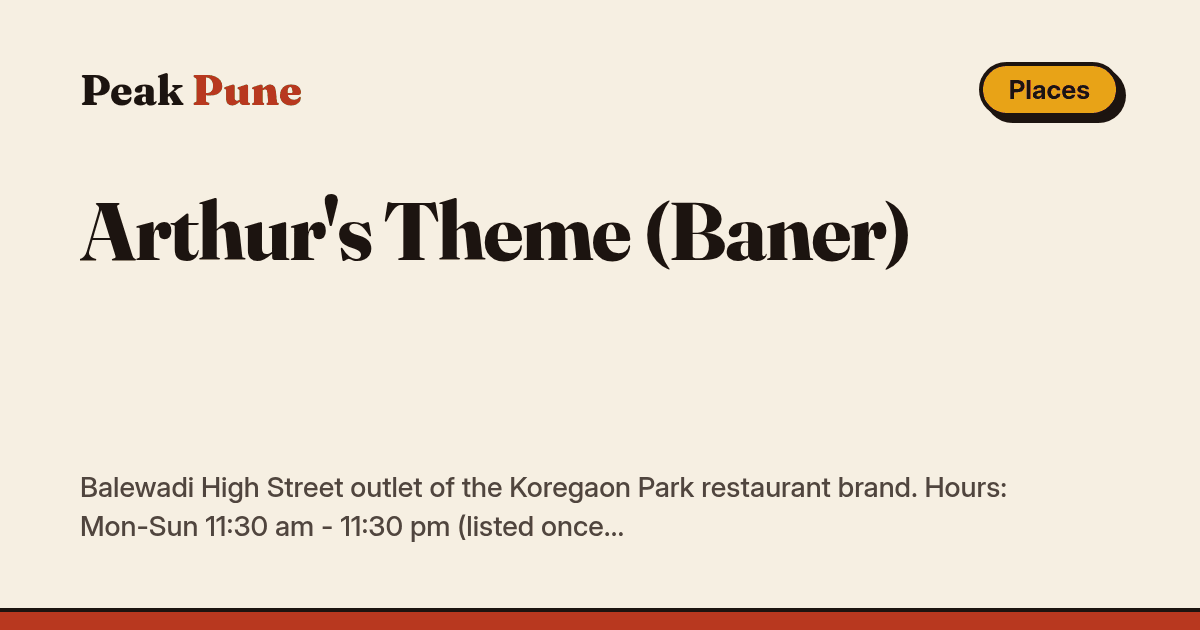 Peak Pune
Places
Arthur's Theme (Baner)
Balewadi High Street outlet of the Koregaon Park restaurant brand. Hours:
Mon-Sun 11:30 am - 11:30 pm (listed once...